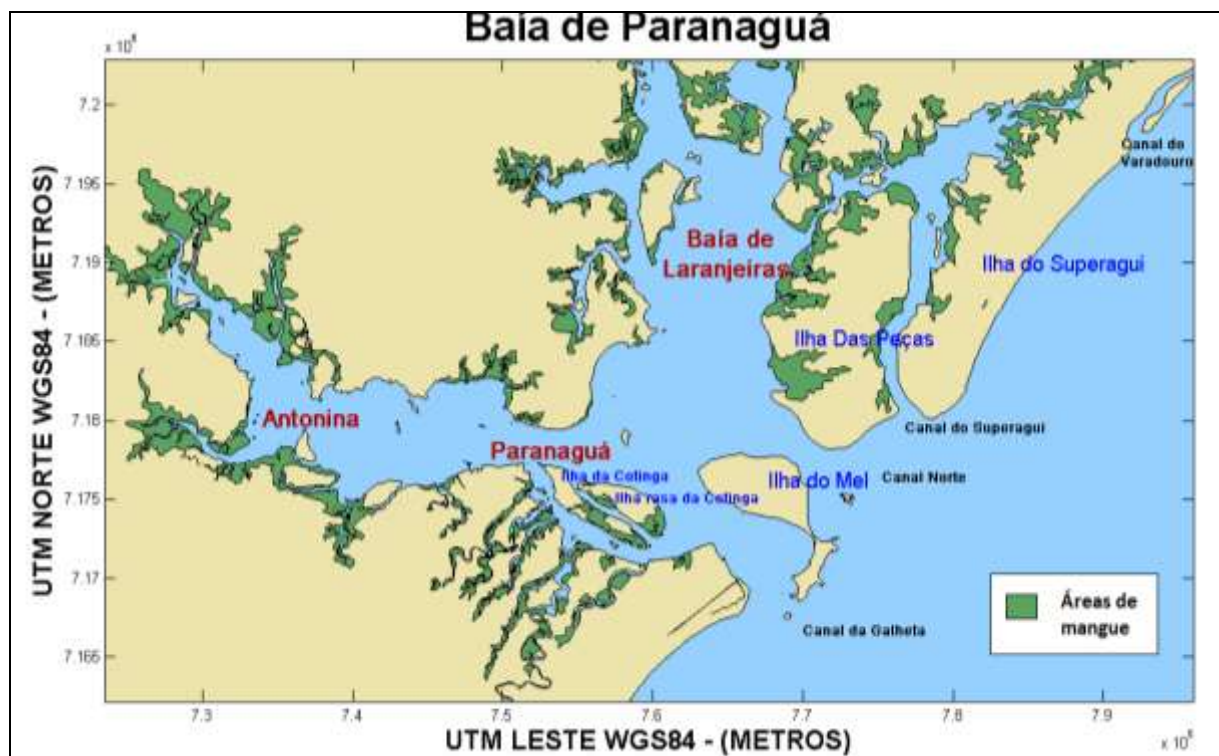 Baía de Paranaguá
x 10⁶
7.2
7.195
7.19
7.185
7.18
7.175
7.17
7.165
UTM NORTE WGS84 - (METROS)
Canal do
Varadouro
Baía de
Laranjeiras
Ilha do Superagui
Ilha Das Peças
Antonina
Canal do Superagui
Paranaguá
Ilha da Cotinga
Ilha rasa da Cotinga
Ilha do Mel
Canal Norte
Áreas de
mangue
Canal da Galheta
7.3
7.4
7.5
7.6
7.7
7.8
7.9
UTM LESTE WGS84 - (METROS)